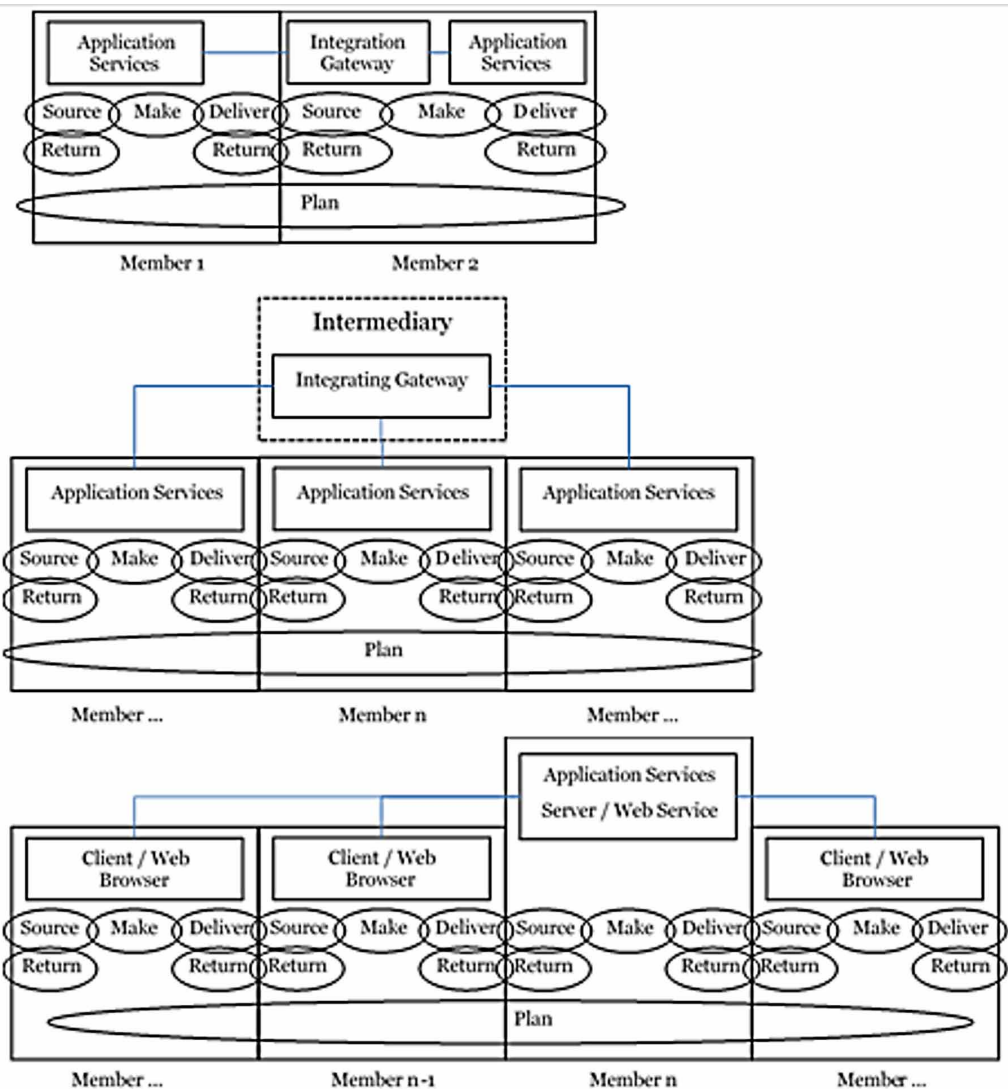 Application
Services
Integration
Gateway
Application
Services
Source Make Deliver Source Make Deliver
Return Return Return Return
Plan
Member 1 Member 2
Intermediary
Integrating Gateway
Application Services Application Services Application Services
Source Make Deliver Source Make Deliver Source Make Deliver
Return Return Return Return Return Return
Plan
Member ... Member n Member ...
Application Services
Server / Web Service
Client / Web
Browser
Client / Web
Browser
Client / Web
Browser
Source Make Deliver Source Make Deliver Source Make Deliver Source Make Deliver
Return Return Return Return Return Return Return Return
Plan
Member ... Member n-1 Member n Member ...